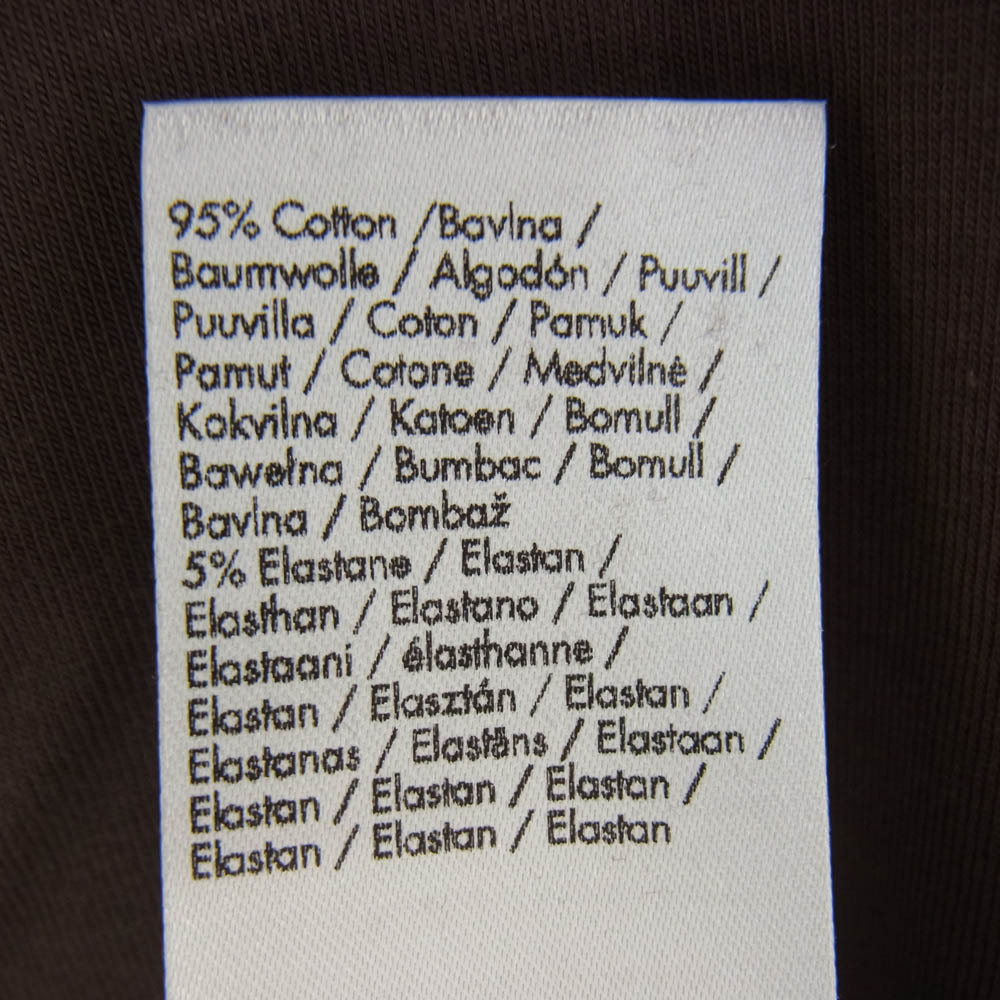 95% Cotton /Bavlna /
Baumwolle / Algodón / Puuvill /
Puuvilla / Coton / Pamuk /
Pamut / Cotone / Medvilnė /
Kokvilna / Katoen / Bomull /
Bawełna / Bumbac / Bomull /
Bavlna / Bombaž
5% Elastane / Elastan /
Elasthan / Elastano / Elastaan /
Elastaani / élasthanne /
Elastan / Elasztán / Elastan /
Elastanas / Elastāns / Elastaan /
Elastan / Elastan / Elastan /
Elastan / Elastan / Elastan